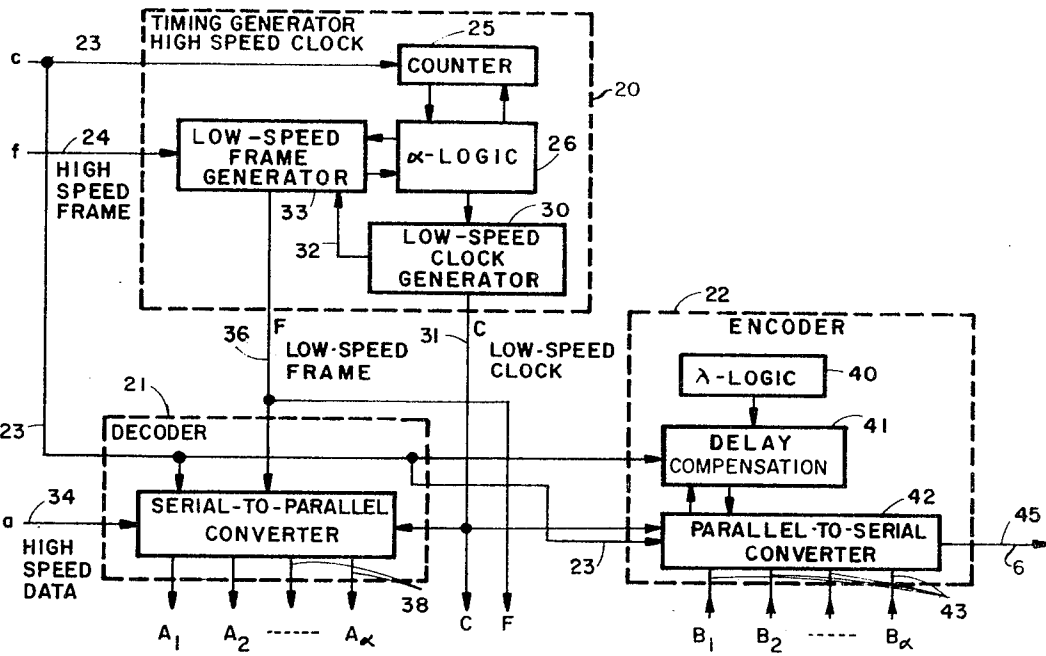 TIMING GENERATOR
HIGH SPEED CLOCK
25
c
23
COUNTER
20
24
f
HIGH
SPEED
FRAME
LOW-SPEED
FRAME
GENERATOR
33
α-LOGIC
26
30
32
LOW-SPEED
CLOCK
GENERATOR
F
36
LOW-SPEED
FRAME
31
C
LOW-SPEED
CLOCK
22
ENCODER
λ-LOGIC
40
21
23
DECODER
41
DELAY
COMPENSATION
34
a
HIGH
SPEED
DATA
SERIAL-TO-PARALLEL
CONVERTER
42
PARALLEL-TO-SERIAL
CONVERTER
45
6
23
38
43
A1 A2 ------ Aα
C
F
B1 B2 ----- Bα